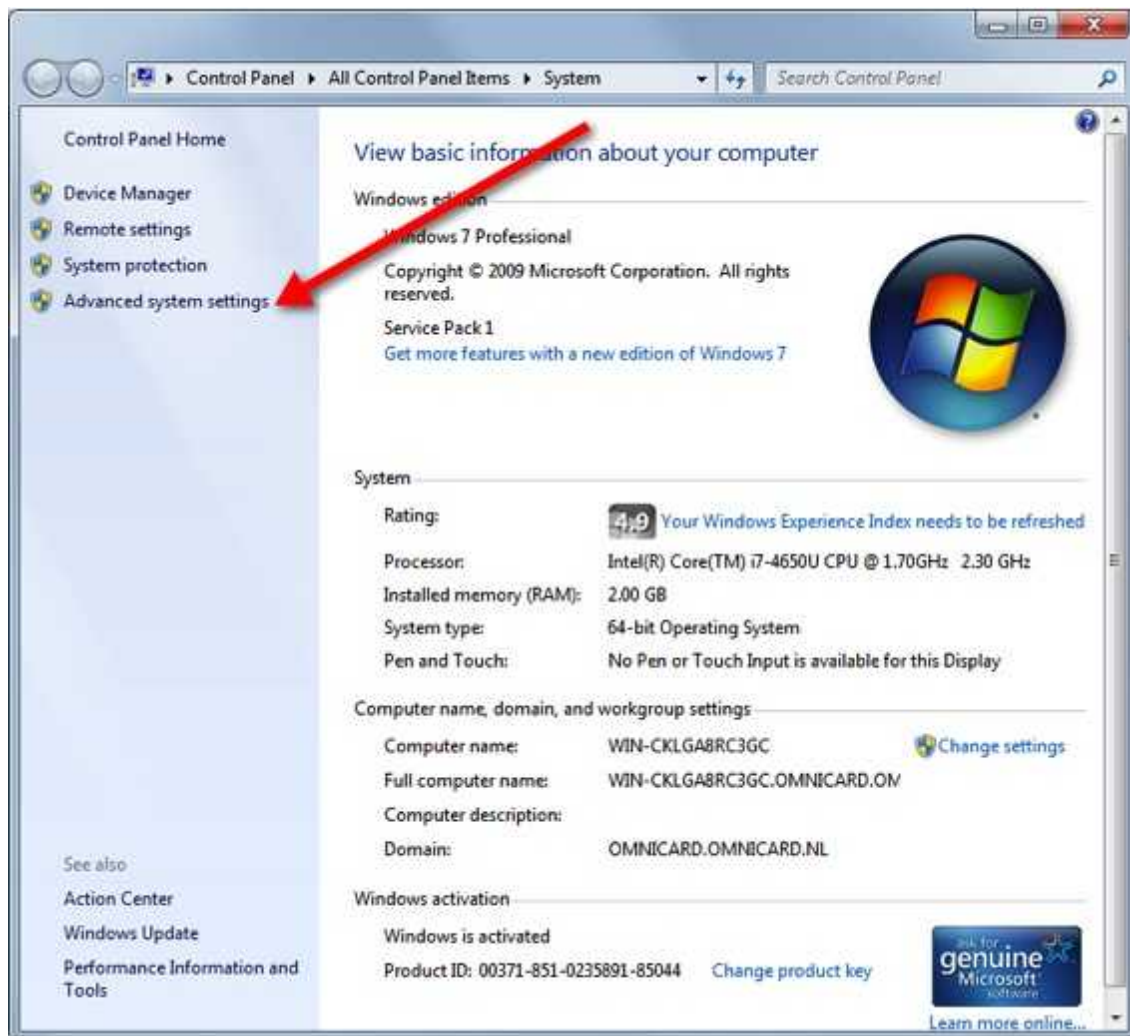 Control Panel ▸ All Control Panel Items ▸ System
Search Control Panel
Control Panel Home
Device Manager
Remote settings
System protection
Advanced system settings
See also
Action Center
Windows Update
Performance Information and
Tools
View basic information about your computer
Windows edition
Windows 7 Professional
Copyright © 2009 Microsoft Corporation. All rights
reserved.
Service Pack 1
Get more features with a new edition of Windows 7
System
Rating: 4,9 Your Windows Experience Index needs to be refreshed
Processor: Intel(R) Core(TM) i7-4650U CPU @ 1.70GHz 2.30 GHz
Installed memory (RAM): 2.00 GB
System type: 64-bit Operating System
Pen and Touch: No Pen or Touch Input is available for this Display
Computer name, domain, and workgroup settings
Computer name: WIN-CKLGA8RC3GC Change settings
Full computer name: WIN-CKLGA8RC3GC.OMNICARD.OM
Computer description:
Domain: OMNICARD.OMNICARD.NL
Windows activation
Windows is activated
Product ID: 00371-851-0235891-85044 Change product key
ask for
genuine
Microsoft
software
Learn more online...